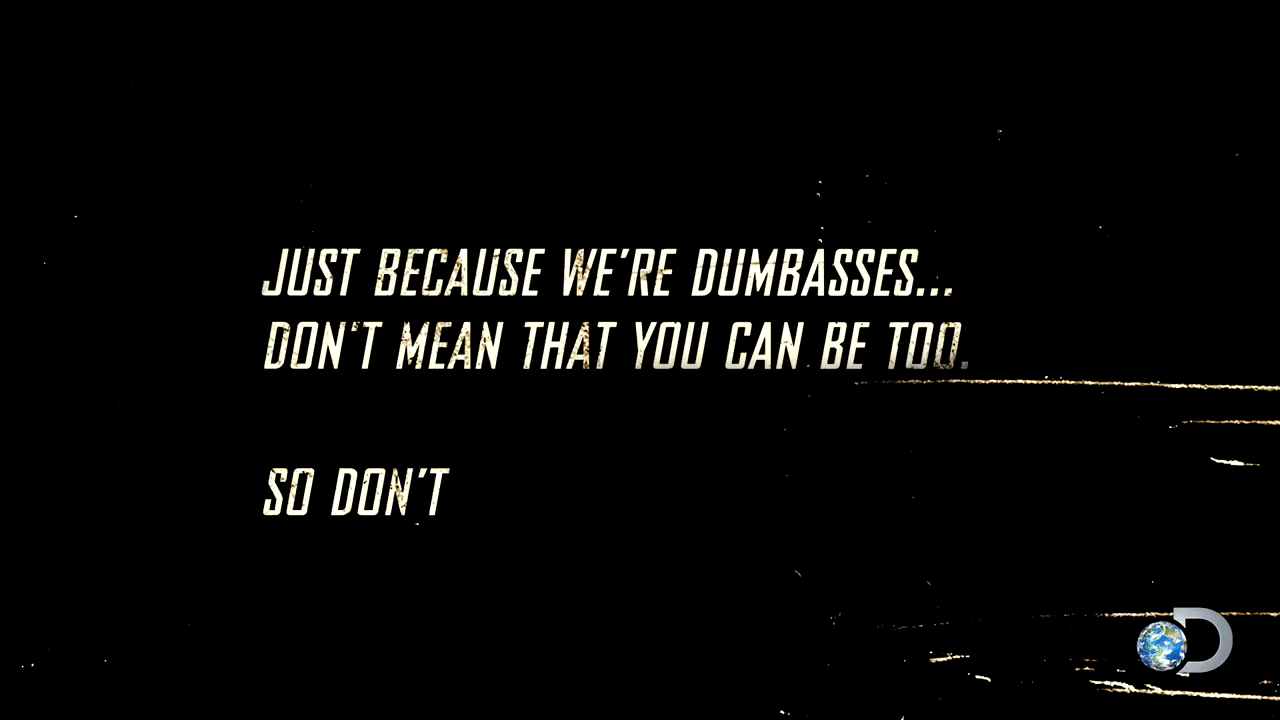 JUST BECAUSE WE'RE DUMBASSES...
DON'T MEAN THAT YOU CAN BE TOO.
SO DON'T